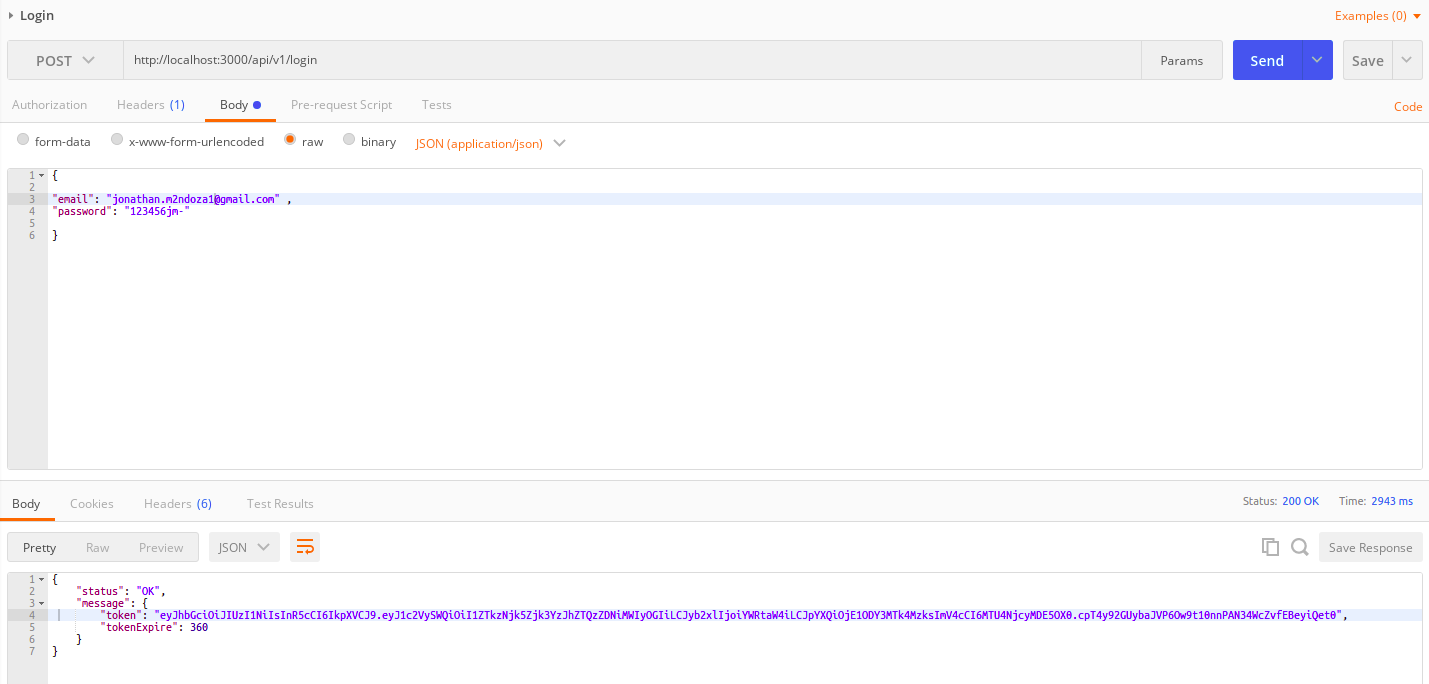 Login
Examples (0)
POST
http://localhost:3000/api/v1/login
Params
Send
Save
Authorization
Headers (1)
Body
Pre-request Script
Tests
Code
form-data
x-www-form-urlencoded
raw
binary
JSON (application/json)
1 {
2
3 "email": "jonathan.m2ndoza1@gmail.com" ,
4 "password": "123456jm-"
5
6 }
Body
Cookies
Headers (6)
Test Results
Status: 200 OK
Time: 2943 ms
Pretty
Raw
Preview
JSON
Save Response
1 {
2 "status": "OK",
3 "message": {
4 "token": "eyJhbGciOiJIUzI1NiIsInR5cCI6IkpXVCJ9.eyJ1c2VySWQiOiI1ZTkzNjk5Zjk3YzJhZTQzZDNiMWIyOGIiLCJyb2xlIjoiYWRtaW4iLCJpYXQiOjE1ODY3MTk4MzksImV4cCI6MTU4NjcyMDE5OX0.cpT4y92GUybaJVP6Ow9t10nnPAN34WcZvfEBeyiQet0",
5 "tokenExpire": 360
6 }
7 }